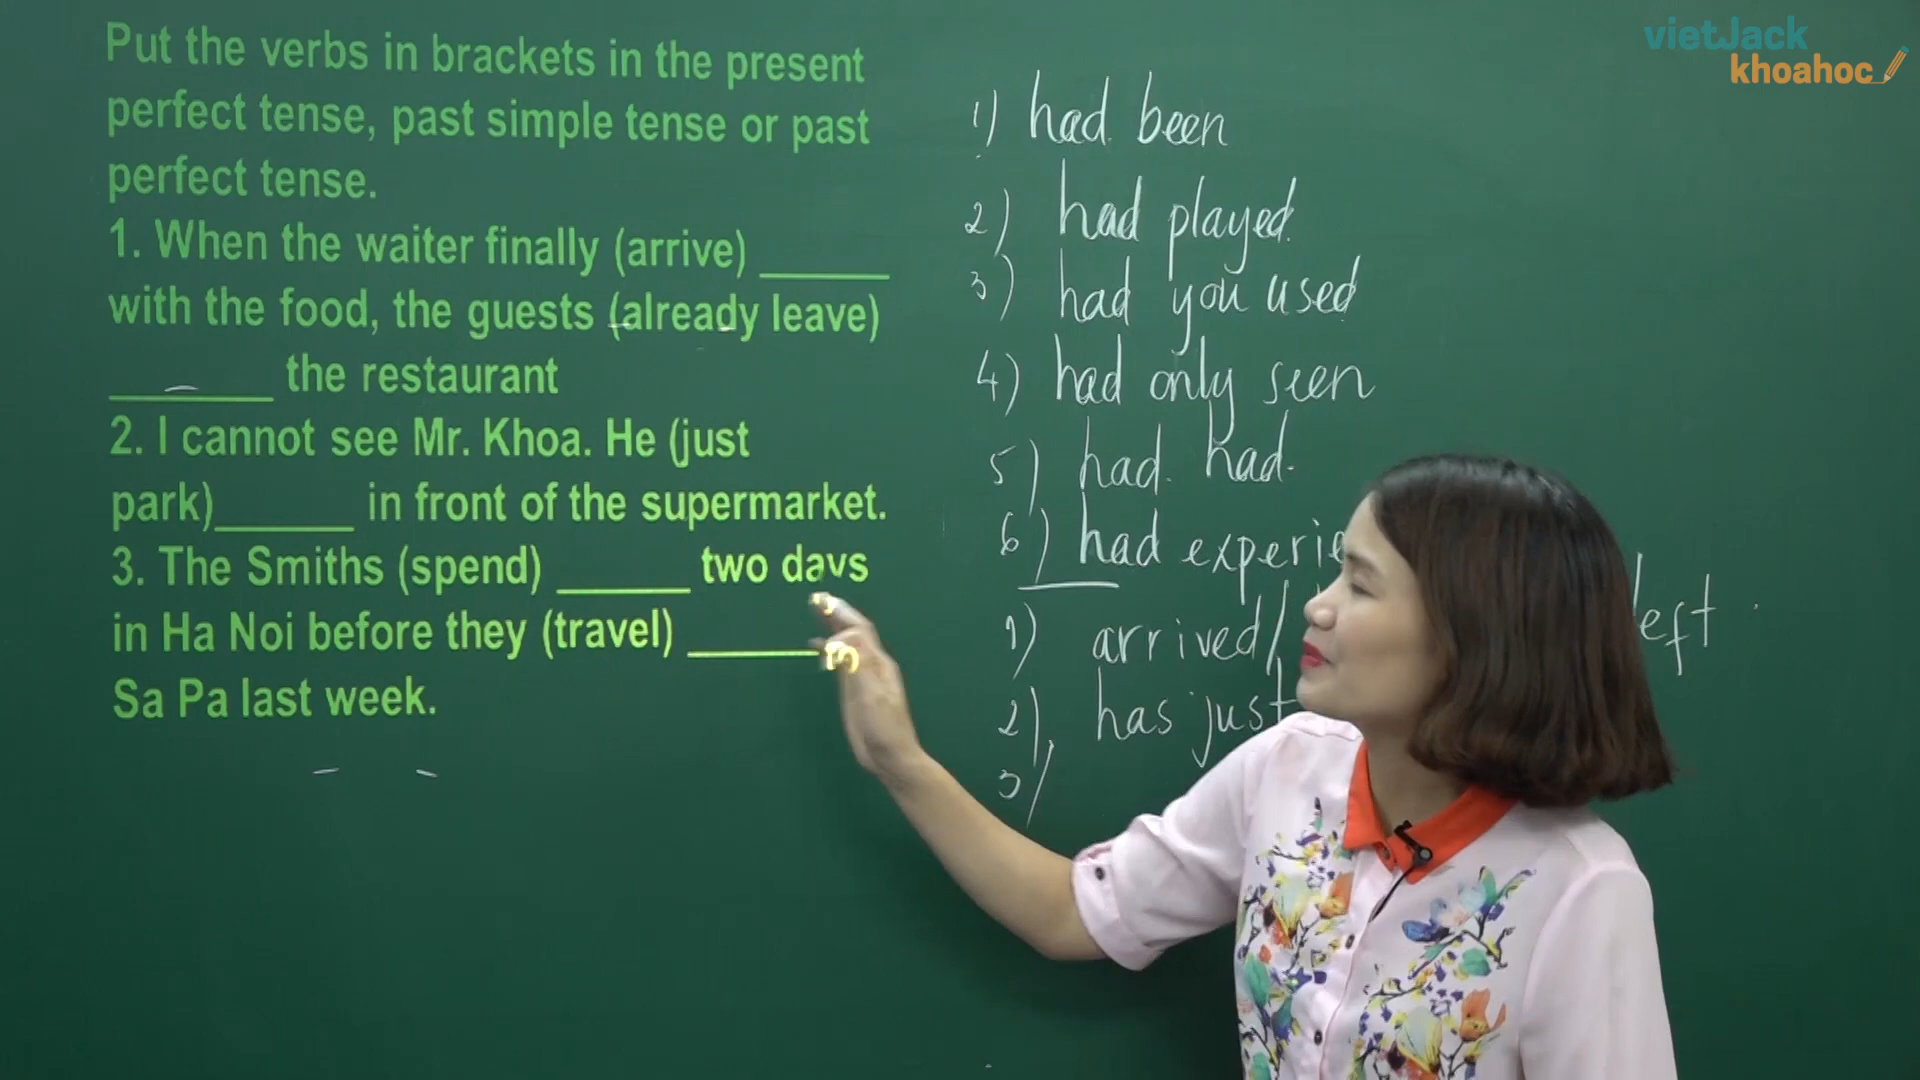 vietJack
khoahoc
Put the verbs in brackets in the present
perfect tense, past simple tense or past
perfect tense.
1. When the waiter finally (arrive) ______
with the food, the guests (already leave)
______ the restaurant
2. I cannot see Mr. Khoa. He (just
park)______ in front of the supermarket.
3. The Smiths (spend) ______ two days
in Ha Noi before they (travel) ______
Sa Pa last week.
1) had been
2) had played
3) had you used
4) had only seen
5) had had
6) had
1) arrived/ left
2) has just
3)